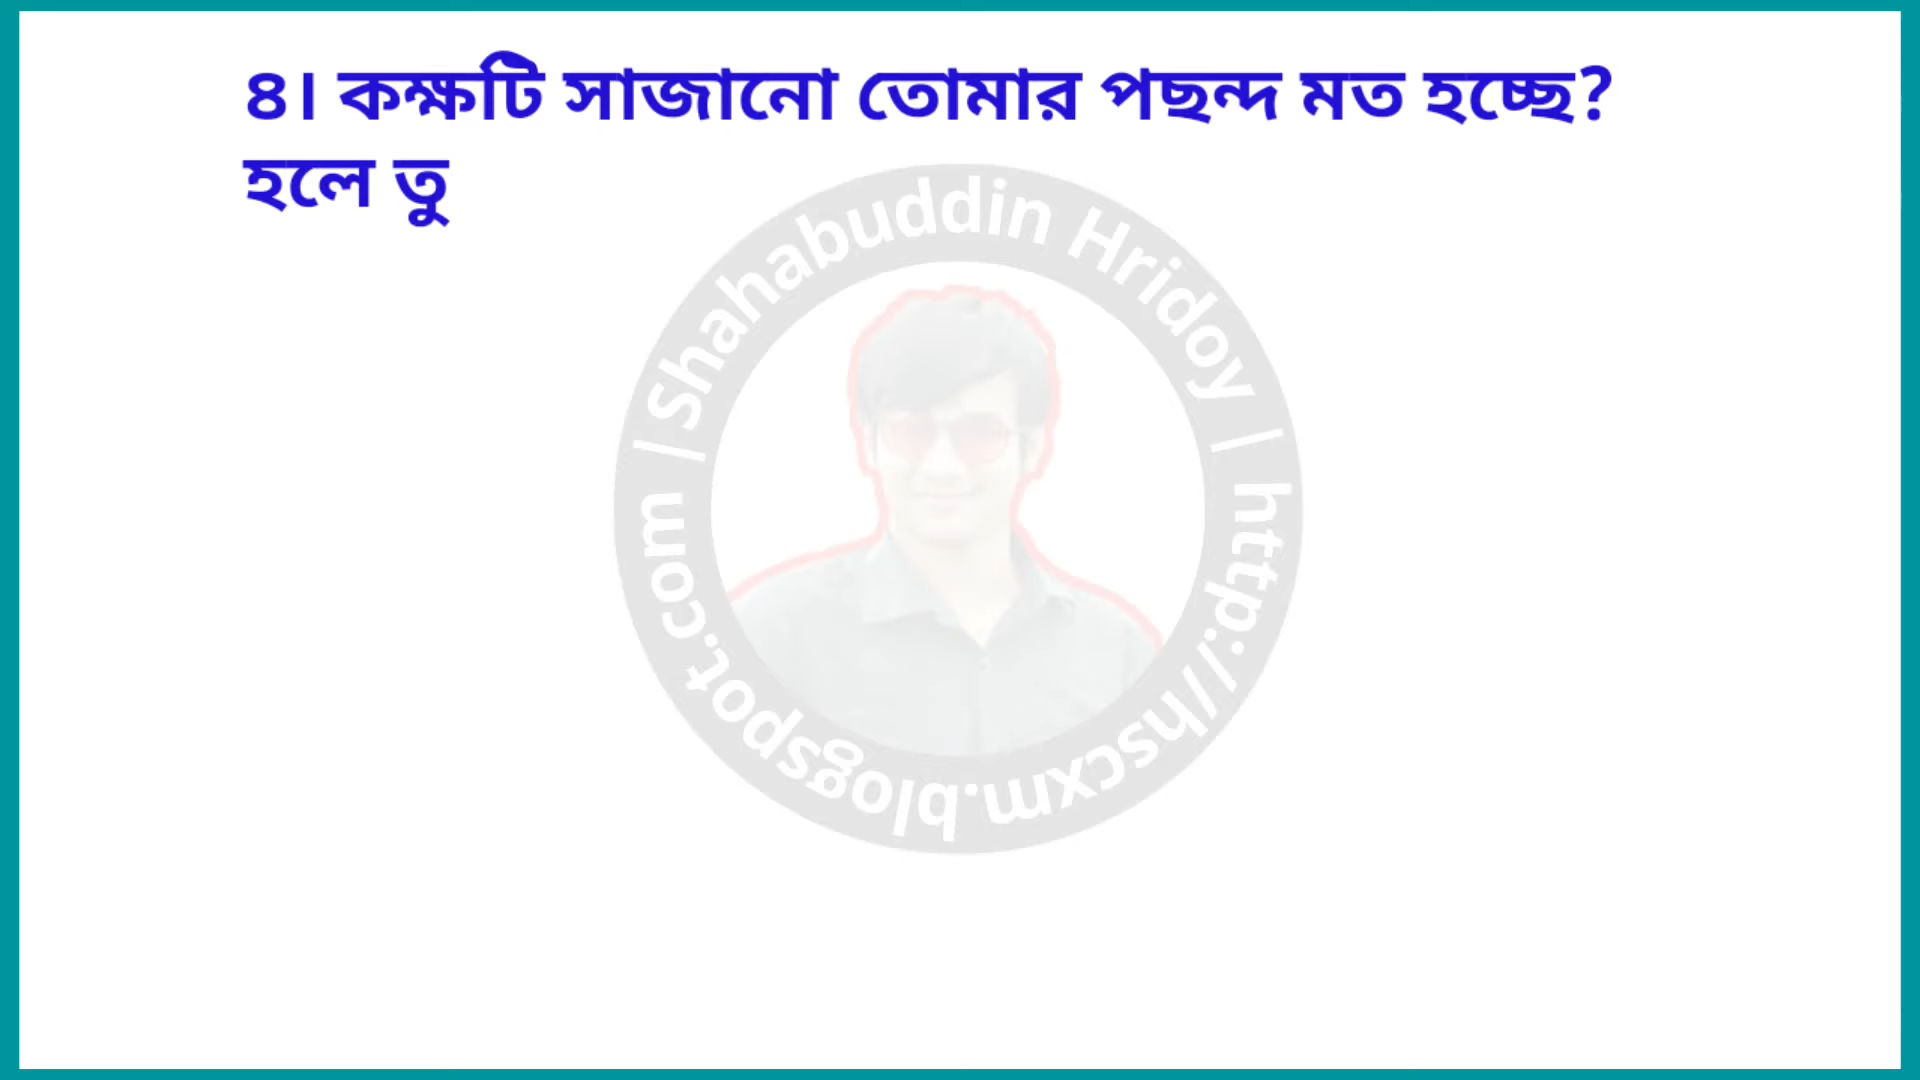 ৪। কক্ষটি সাজানো তোমার পছন্দ মত হচ্ছে?
হলে তু
| Shahabuddin Hridoy | http://hscxm.blogspot.com